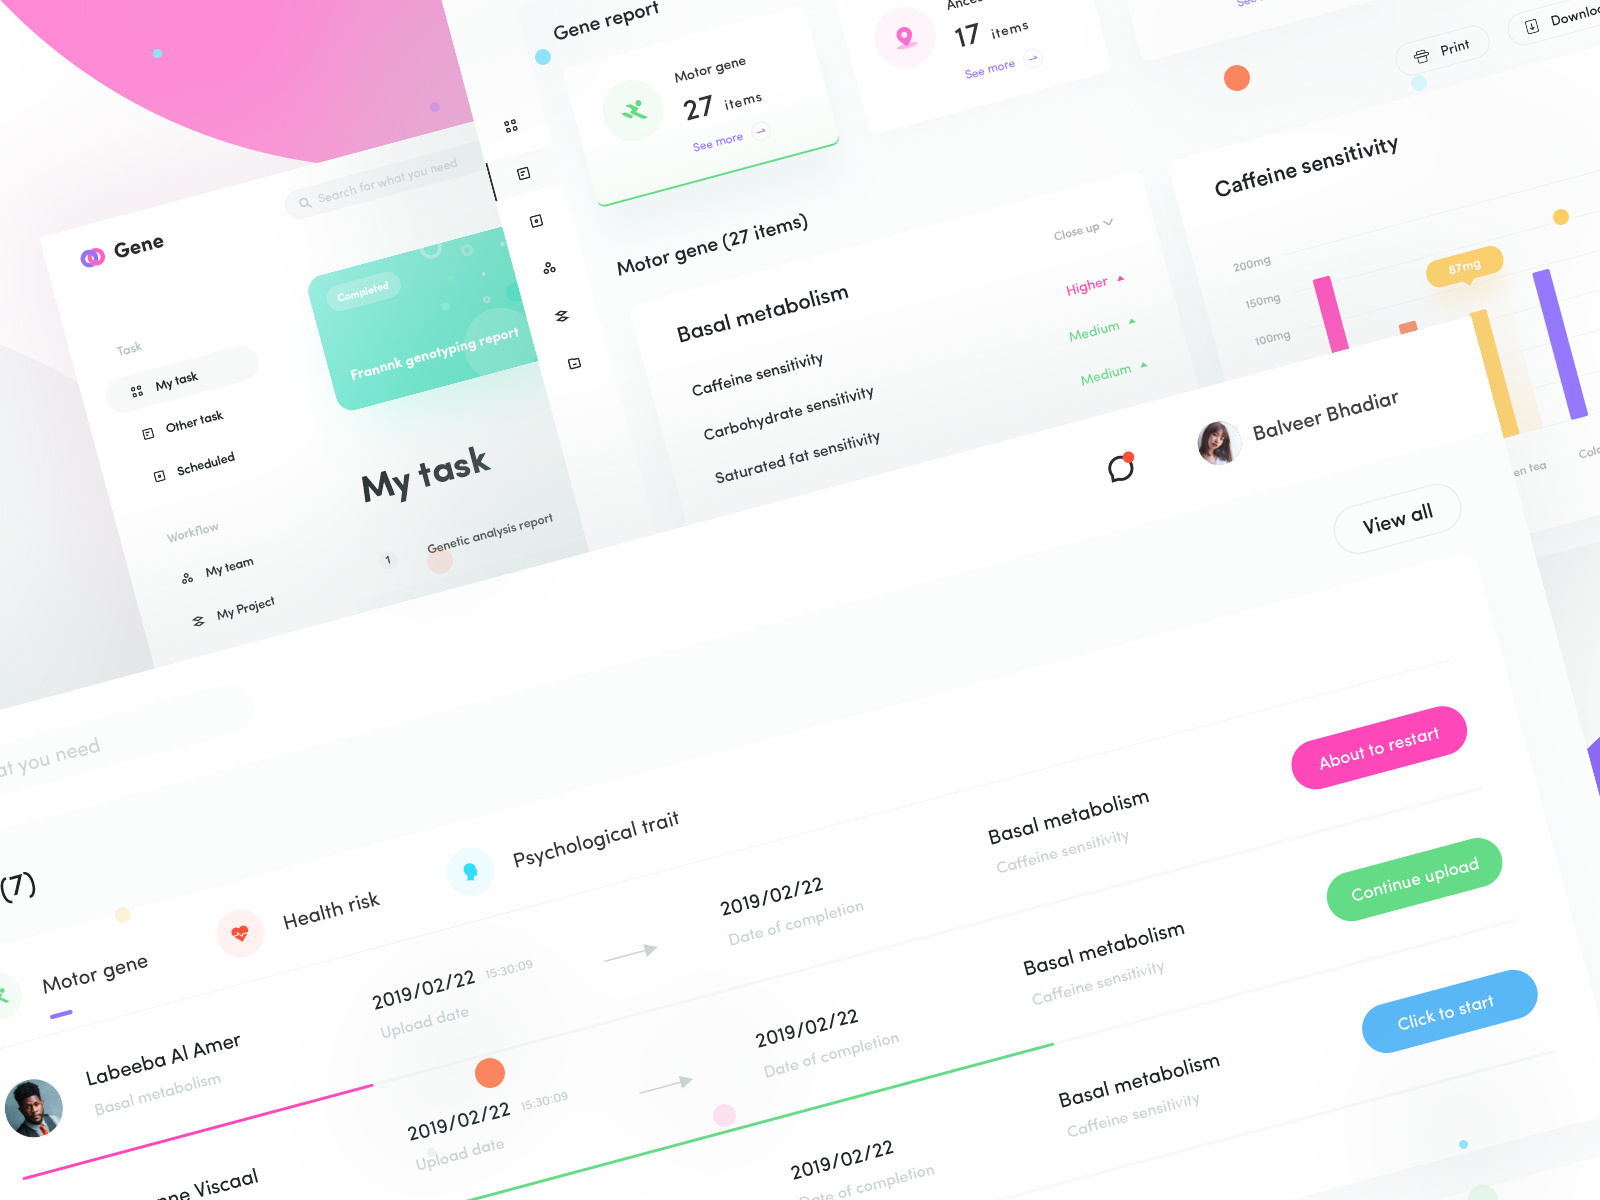 Gene report
Motor gene
27 items
See more
17 items
See more
Print
Search for what you need
Gene
Completed
Frannnk genotyping report
Task
My task
Other task
Scheduled
Workflow
My team
My Project
My task
1 Genetic analysis report
Motor gene (27 items)
Close up
Basal metabolism
Caffeine sensitivity Higher
Carbohydrate sensitivity Medium
Saturated fat sensitivity Medium
Caffeine sensitivity
200mg
150mg
100mg
87mg
tea
Balveer Bhadiar
View all
you need
(7)
Motor gene
Health risk
Psychological trait
Labeeba Al Amer
Basal metabolism
2019/02/22 15:30:09
Upload date
2019/02/22
Date of completion
Basal metabolism
Caffeine sensitivity
About to restart
Viscaal
2019/02/22 15:30:09
Upload date
2019/02/22
Date of completion
Basal metabolism
Caffeine sensitivity
Continue upload
2019/02/22
Date of completion
Basal metabolism
Caffeine sensitivity
Click to start